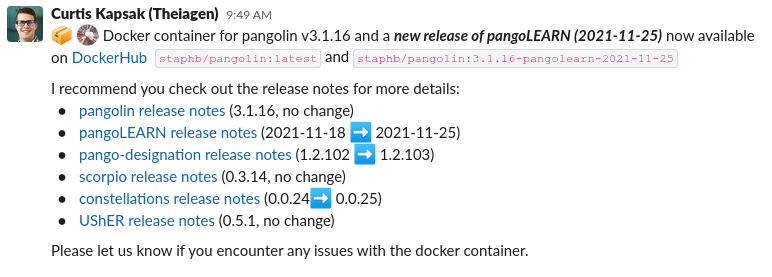 Curtis Kapsak (Theiagen) 9:49 AM
📦 Docker container for pangolin v3.1.16 and a new release of pangoLEARN (2021-11-25) now available
on DockerHub staphb/pangolin:latest and staphb/pangolin:3.1.16-pangolearn-2021-11-25
I recommend you check out the release notes for more details:
• pangolin release notes (3.1.16, no change)
• pangoLEARN release notes (2021-11-18 ➡️ 2021-11-25)
• pango-designation release notes (1.2.102 ➡️ 1.2.103)
• scorpio release notes (0.3.14, no change)
• constellations release notes (0.0.24➡️ 0.0.25)
• UShER release notes (0.5.1, no change)
Please let us know if you encounter any issues with the docker container.